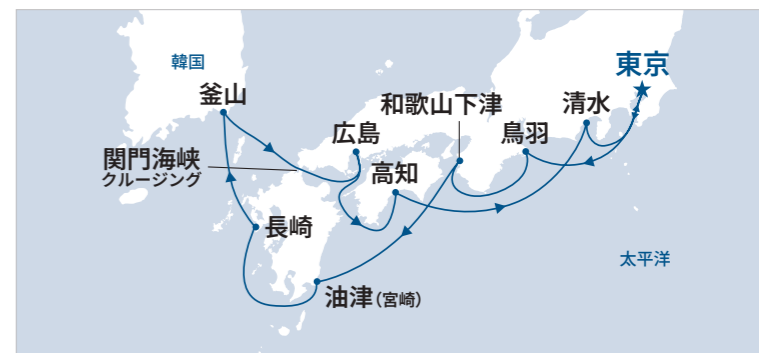 韓国
釜山
関門海峡
クルージング
広島
和歌山下津
高知
鳥羽
清水
東京
長崎
油津(宮崎)
太平洋